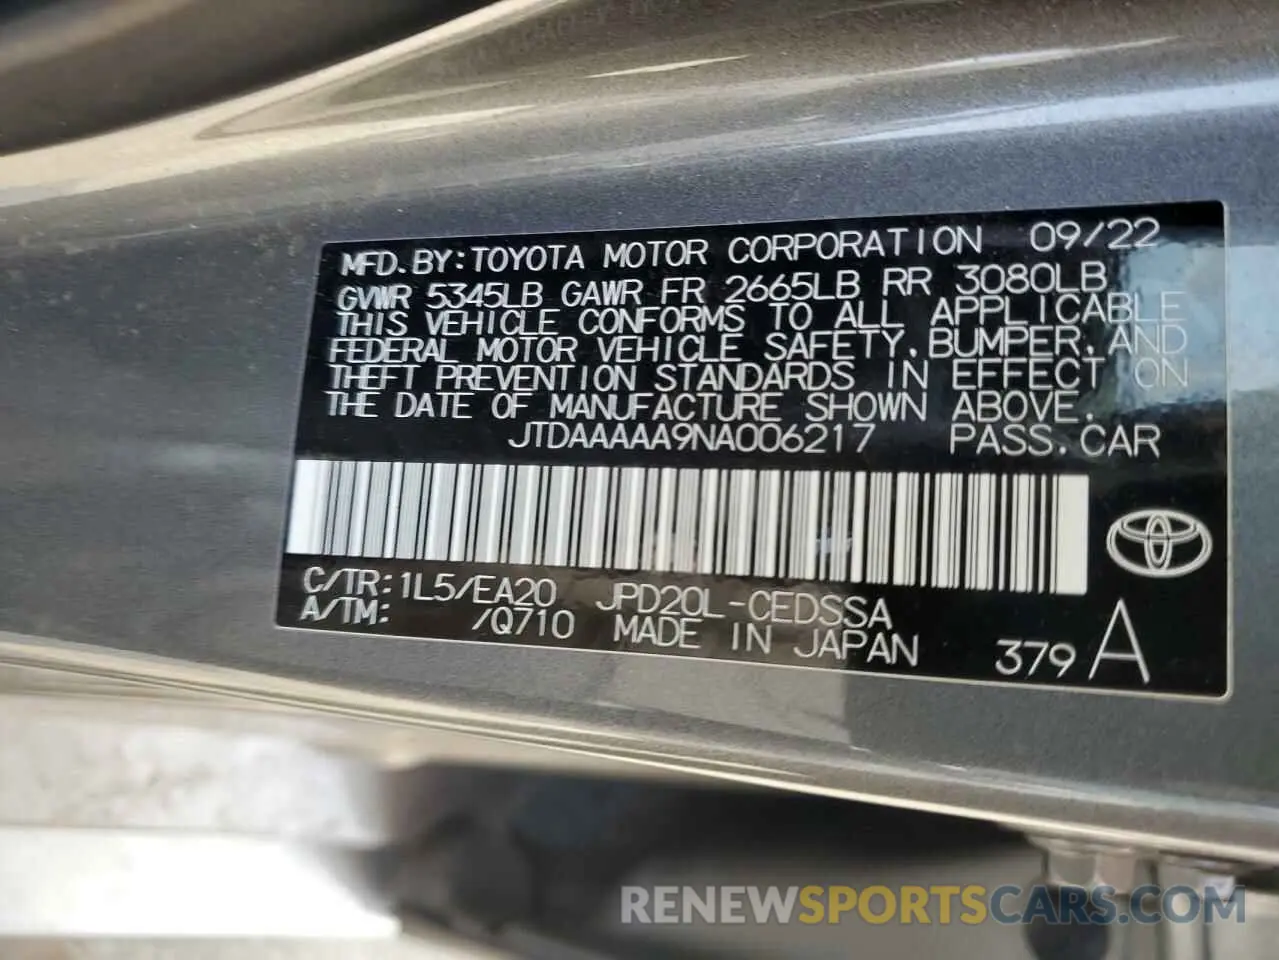 MFD. BY: TOYOTA MOTOR CORPORATION 09/22
GVWR 5345LB GAWR FR 2665LB RR 3080LB
THIS VEHICLE CONFORMS TO ALL APPLICABLE
FEDERAL MOTOR VEHICLE SAFETY, BUMPER, AND
THEFT PREVENTION STANDARDS IN EFFECT ON
THE DATE OF MANUFACTURE SHOWN ABOVE.
JTDAAAAA9NA006217 PASS. CAR
C/TR: 1L5/EA20 JPD20L-CEDSSA
A/TM: /Q710 MADE IN JAPAN 379 A
RENEWSPORTSCARS.COM